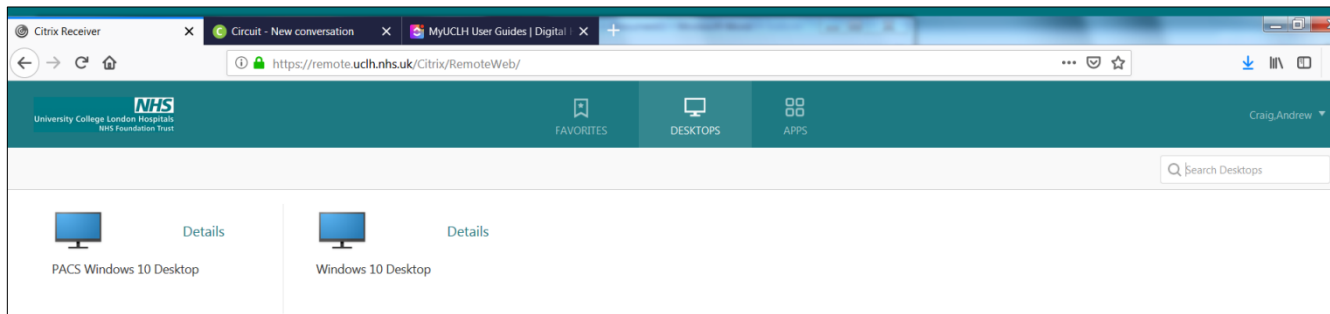 Citrix Receiver
Circuit - New conversation
MyUCLH User Guides | Digital
https://remote.uclh.nhs.uk/Citrix/RemoteWeb/
NHS
University College London Hospitals
NHS Foundation Trust
FAVORITES
DESKTOPS
APPS
Craig,Andrew
Search Desktops
Details
Details
PACS Windows 10 Desktop
Windows 10 Desktop